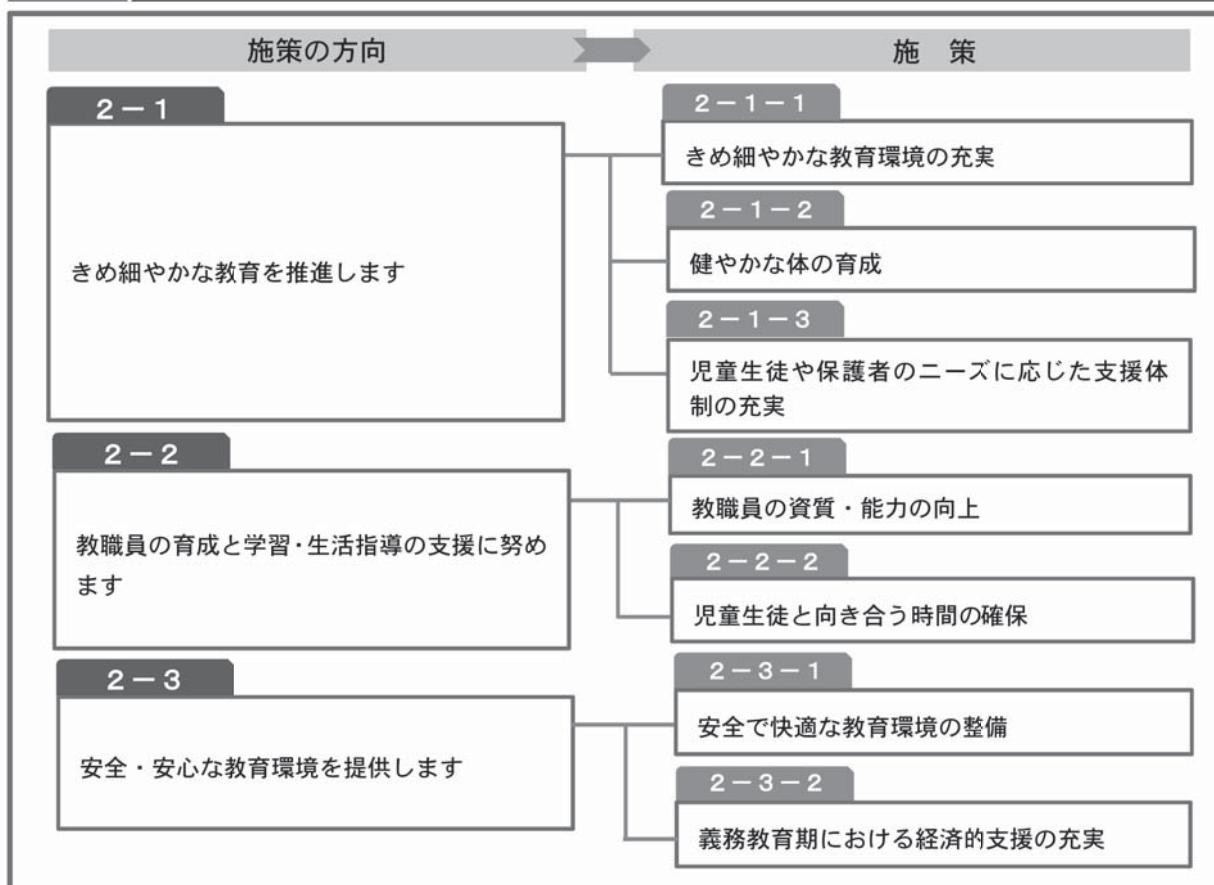 施策の方向
施 策
2－1
きめ細やかな教育を推進します
2－1－1
きめ細やかな教育環境の充実
2－1－2
健やかな体の育成
2－1－3
児童生徒や保護者のニーズに応じた支援体
制の充実
2－2
教職員の育成と学習・生活指導の支援に努め
ます
2－2－1
教職員の資質・能力の向上
2－2－2
児童生徒と向き合う時間の確保
2－3
安全・安心な教育環境を提供します
2－3－1
安全で快適な教育環境の整備
2－3－2
義務教育期における経済的支援の充実